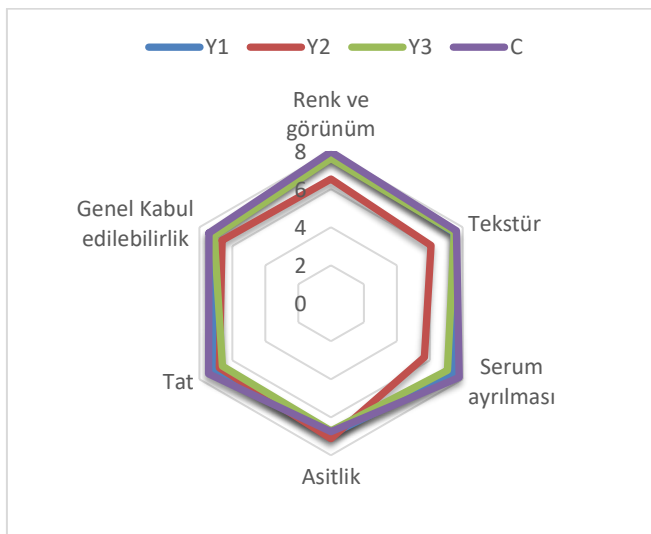 Y1 Y2 Y3 C
Renk ve
görünüm
8
6
4
2
0
Tekstür
Serum
ayrılması
Asitlik
Tat
Genel Kabul
edilebilirlik